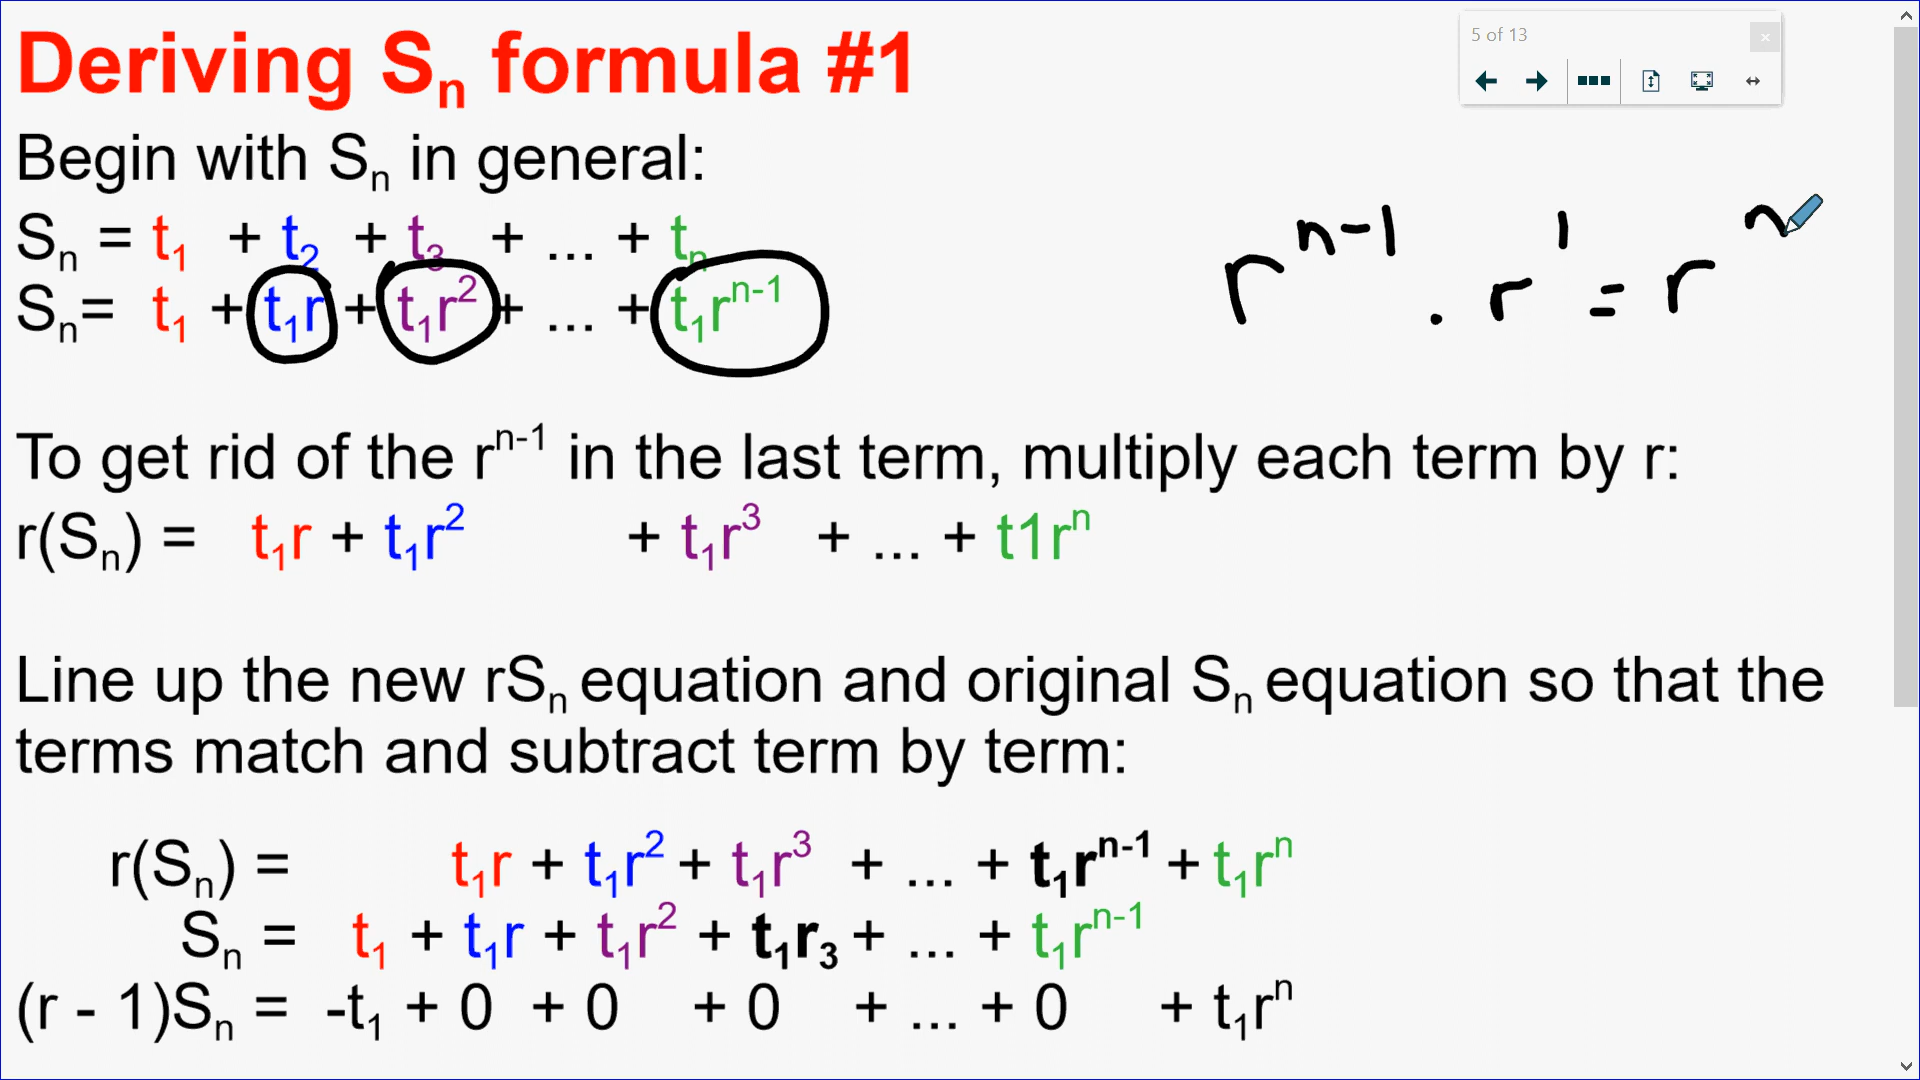 Deriving Sₙ formula #1
5 of 13
Begin with Sₙ in general:
Sₙ = t₁ + t₂ + t₃ + ... + tₙ
Sₙ= t₁ + t₁r + t₁r² + ... + t₁rⁿ⁻¹
rⁿ⁻¹ . r¹ = rⁿ
To get rid of the rⁿ⁻¹ in the last term, multiply each term by r:
r(Sₙ) = t₁r + t₁r² + t₁r³ + ... + t1rⁿ
Line up the new rSₙ equation and original Sₙ equation so that the
terms match and subtract term by term:
r(Sₙ) = t₁r + t₁r² + t₁r³ + ... + t₁rⁿ⁻¹ + t₁rⁿ
Sₙ = t₁ + t₁r + t₁r² + t₁r₃ + ... + t₁rⁿ⁻¹
(r - 1)Sₙ = -t₁ + 0 + 0 + 0 + ... + 0 + t₁rⁿ